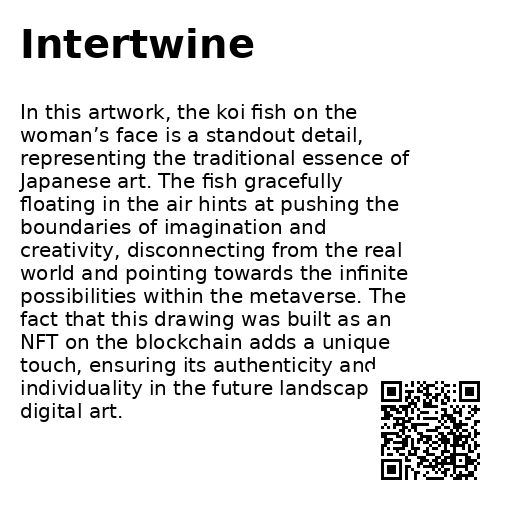 Intertwine
In this artwork, the koi fish on the
woman’s face is a standout detail,
representing the traditional essence of
Japanese art. The fish gracefully
floating in the air hints at pushing the
boundaries of imagination and
creativity, disconnecting from the real
world and pointing towards the infinite
possibilities within the metaverse. The
fact that this drawing was built as an
NFT on the blockchain adds a unique
touch, ensuring its authenticity and
individuality in the future landscap
digital art.